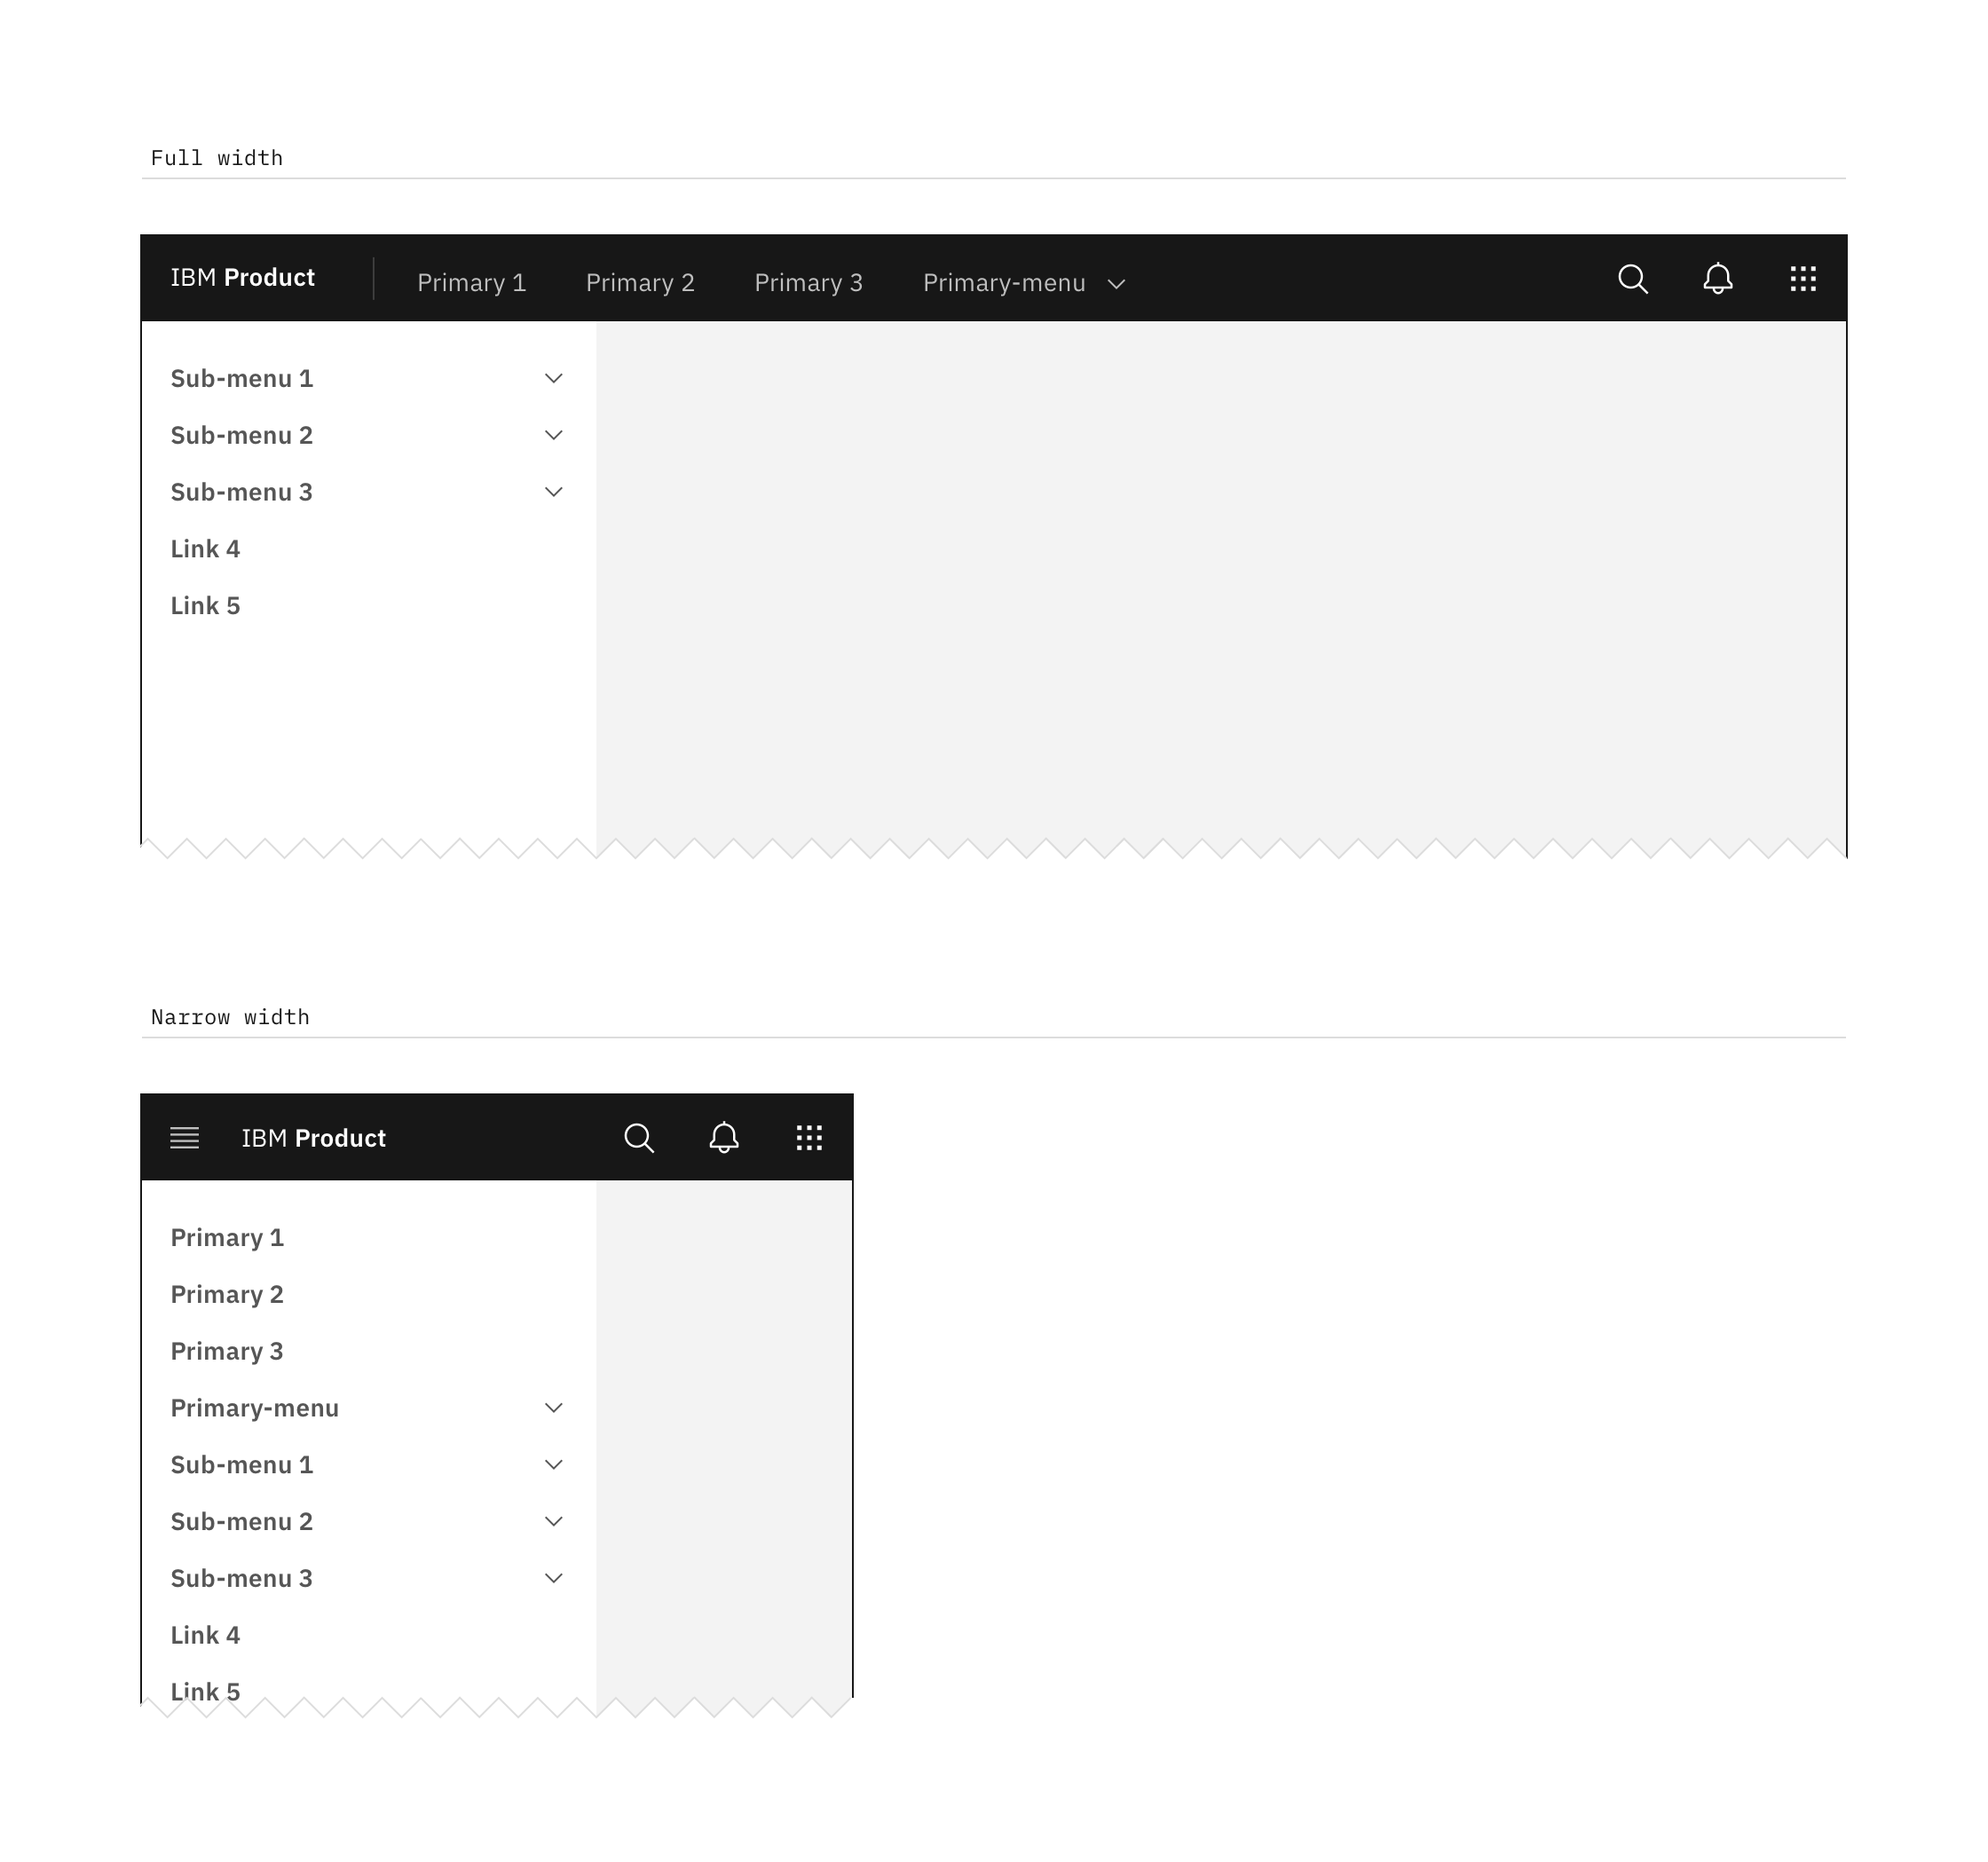 Full width
IBM Product Primary 1 Primary 2 Primary 3 Primary-menu
Sub-menu 1
Sub-menu 2
Sub-menu 3
Link 4
Link 5
Narrow width
IBM Product
Primary 1
Primary 2
Primary 3
Primary-menu
Sub-menu 1
Sub-menu 2
Sub-menu 3
Link 4
Link 5